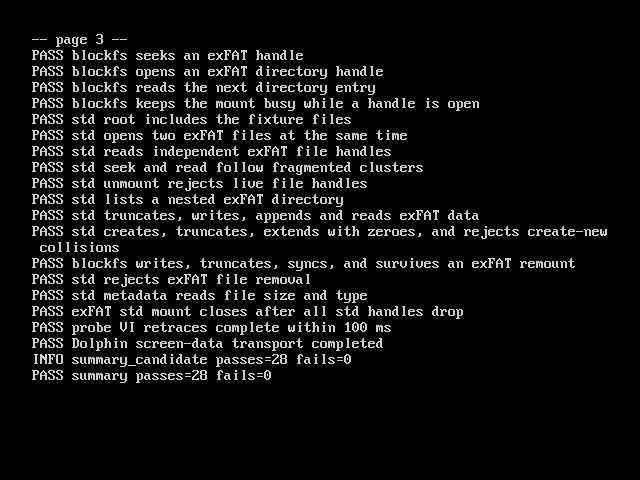 -- page 3 --
PASS blockfs seeks an exFAT handle
PASS blockfs opens an exFAT directory handle
PASS blockfs reads the next directory entry
PASS blockfs keeps the mount busy while a handle is open
PASS std root includes the fixture files
PASS std opens two exFAT files at the same time
PASS std reads independent exFAT file handles
PASS std seek and read follow fragmented clusters
PASS std unmount rejects live file handles
PASS std lists a nested exFAT directory
PASS std truncates, writes, appends and reads exFAT data
PASS std creates, truncates, extends with zeroes, and rejects create-new
collisions
PASS blockfs writes, truncates, syncs, and survives an exFAT remount
PASS std rejects exFAT file removal
PASS std metadata reads file size and type
PASS exFAT std mount closes after all std handles drop
PASS probe VI retraces complete within 100 ms
PASS Dolphin screen-data transport completed
INFO summary_candidate passes=28 fails=0
PASS summary passes=28 fails=0